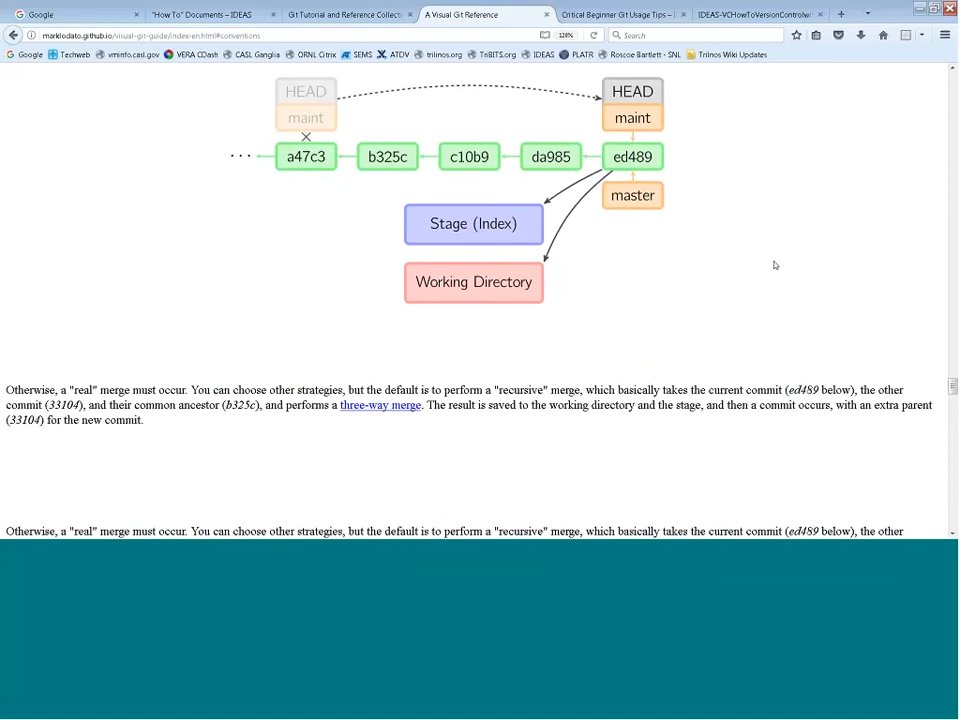 Google
"How To" Documents – IDEAS
Git Tutorial and Reference Collecti
A Visual Git Reference
Critical Beginner Git Usage Tips – I
IDEAS-VCHowToVersionControlw
marklodato.github.io/visual-git-guide/index-en.html#conventions
120%
Search
Google
Techweb
vminfo.casl.gov
VERA CDash
CASL Ganglia
ORNL Citrix
SEMS
ATDV
trilinos.org
TriBITS.org
IDEAS
PLATR
Roscoe Bartlett - SNL
Trilinos Wiki Updates
HEAD
HEAD
maint
maint
...
a47c3
b325c
c10b9
da985
ed489
master
Stage (Index)
Working Directory
Otherwise, a "real" merge must occur. You can choose other strategies, but the default is to perform a "recursive" merge, which basically takes the current commit (ed489 below), the other
commit (33104), and their common ancestor (b325c), and performs a three-way merge. The result is saved to the working directory and the stage, and then a commit occurs, with an extra parent
(33104) for the new commit.
Otherwise, a "real" merge must occur. You can choose other strategies, but the default is to perform a "recursive" merge, which basically takes the current commit (ed489 below), the other